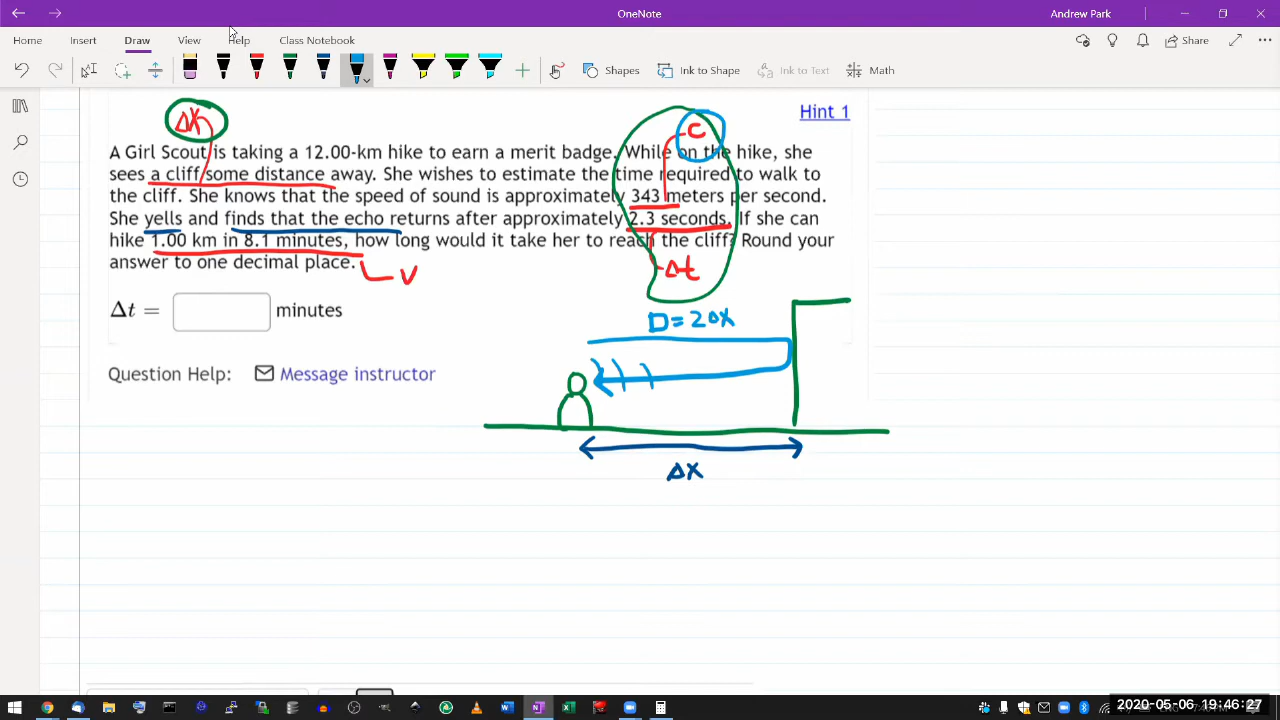 OneNote
Andrew Park
Home Insert Draw View Help Class Notebook
Share
Shapes Ink to Shape Ink to Text Math
Δx
c
Hint 1
A Girl Scout is taking a 12.00-km hike to earn a merit badge. While on the hike, she
sees a cliff some distance away. She wishes to estimate the time required to walk to
the cliff. She knows that the speed of sound is approximately 343 meters per second.
She yells and finds that the echo returns after approximately 2.3 seconds. If she can
hike 1.00 km in 8.1 minutes, how long would it take her to reach the cliff? Round your
answer to one decimal place.
v
Δt
Δt = minutes
D = 2Δx
Question Help: Message instructor
Δx
2020-05-06 19:46:27